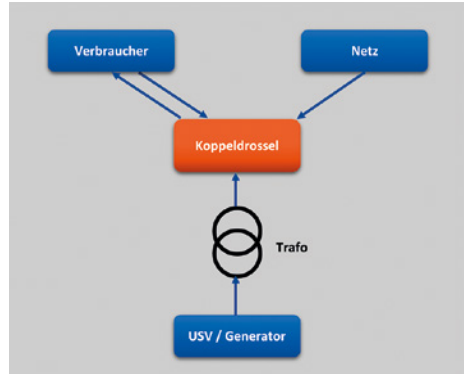 Verbraucher
Netz
Koppeldrossel
Trafo
USV / Generator